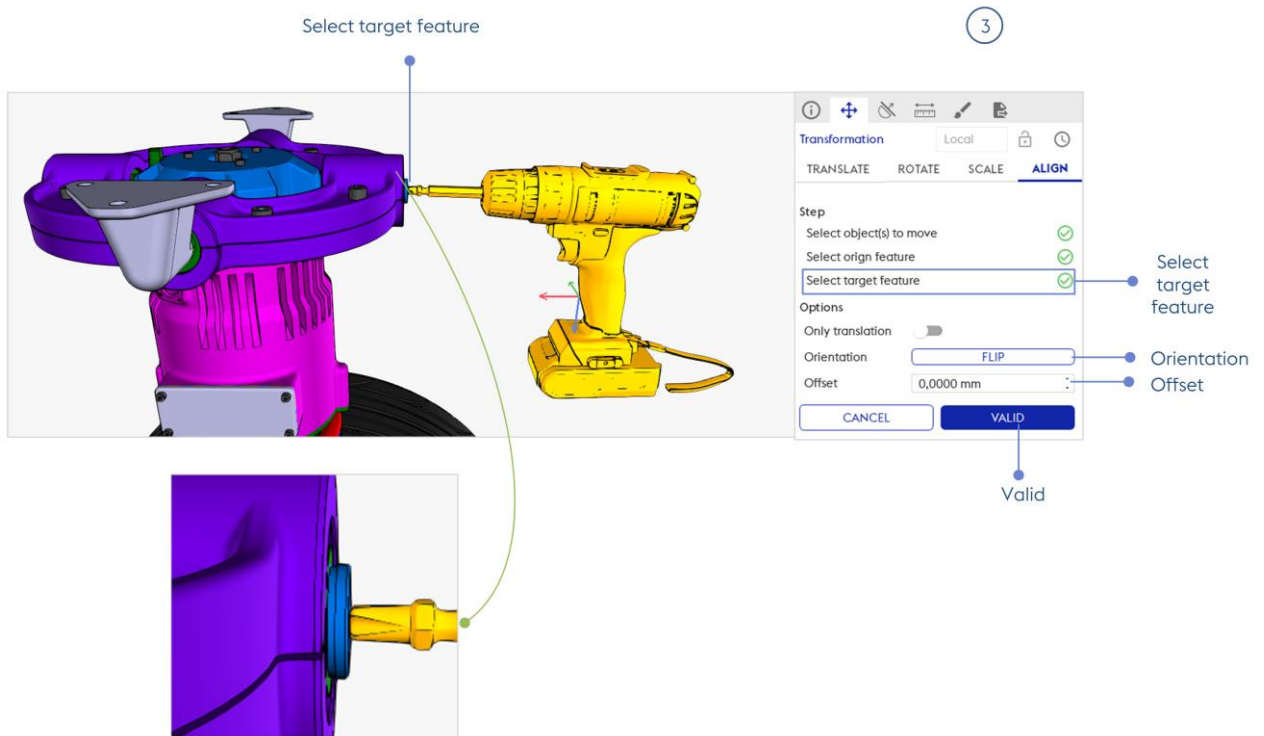 Select target feature
3
Transformation
Local
TRANSLATE ROTATE SCALE ALIGN
Step
Select object(s) to move
Select orign feature
Select target feature
Select
target
feature
Options
Only translation
Orientation
FLIP
Orientation
Offset
0,0000 mm
Offset
CANCEL
VALID
Valid